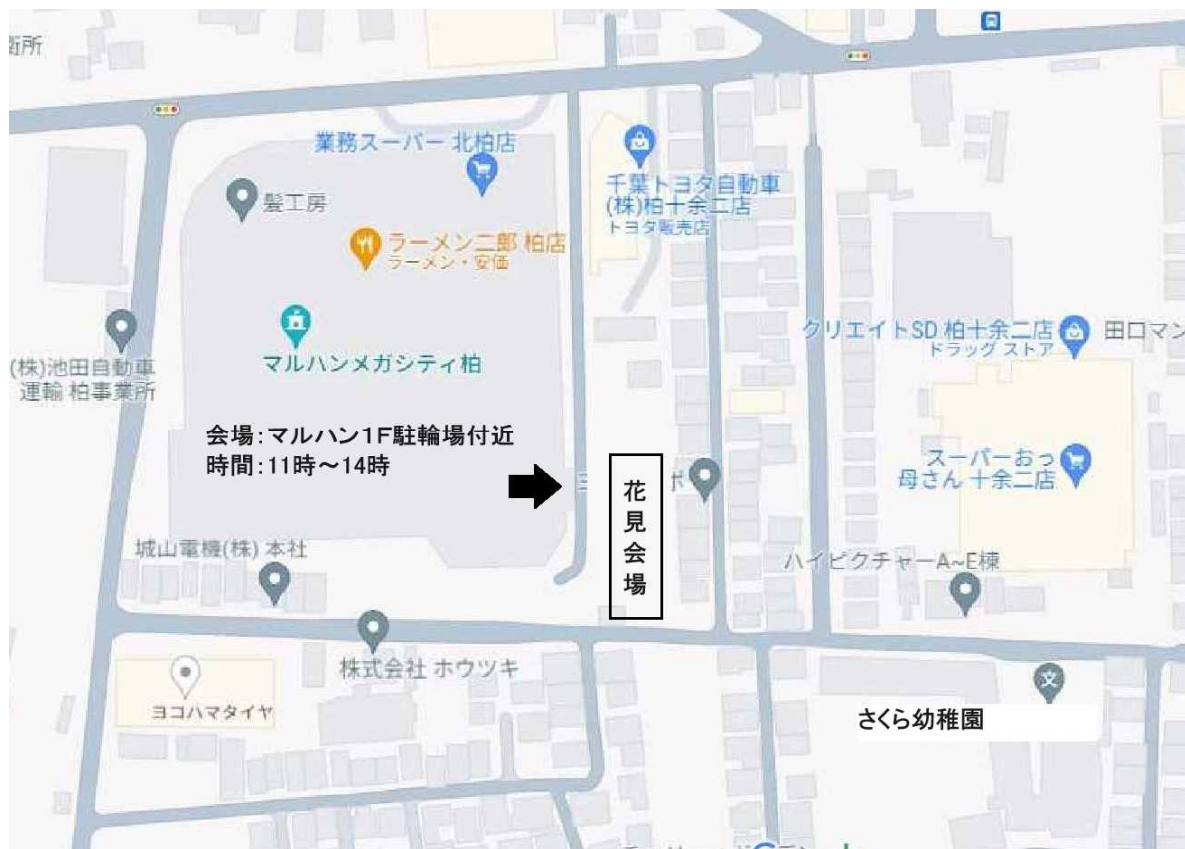 業務スーパー 北柏店
髪工房
ラーメン二郎 柏店
ラーメン・安価
千葉トヨタ自動車
(株)柏十余二店
トヨタ販売店
マルハンメガシティ柏
クリエイトSD 柏十余二店
ドラッグ ストア
田口マン
(株)池田自動車
運輸 柏事業所
会場:マルハン1F駐輪場付近
時間:11時~14時
花見会場
スーパーおっ
母さん 十余二店
城山電機(株) 本社
ハイピクチャーA~E棟
株式会社 ホウツキ
ヨコハマタイヤ
文
さくら幼稚園